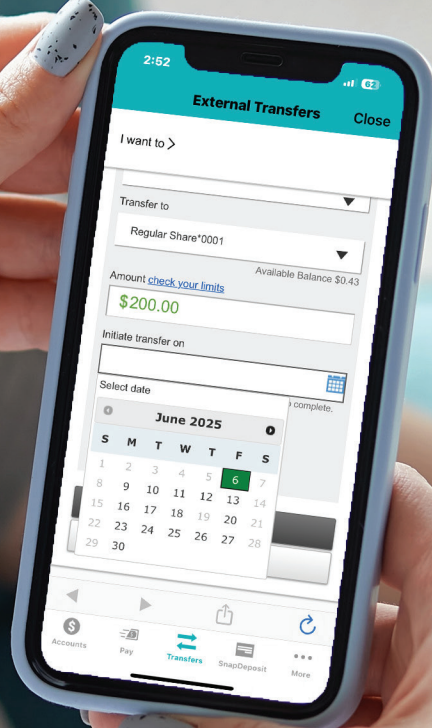 2:52
62
External Transfers
Close
I want to >
Transfer to
Regular Share*0001
Available Balance $0.43
Amount check your limits
$200.00
Initiate transfer on
complete.
Select date
June 2025
S M T W T F S
1 2 3 4 5 6 7
8 9 10 11 12 13 14
15 16 17 18 19 20 21
22 23 24 25 26 27 28
29 30
Accounts
Pay
Transfers
SnapDeposit
More